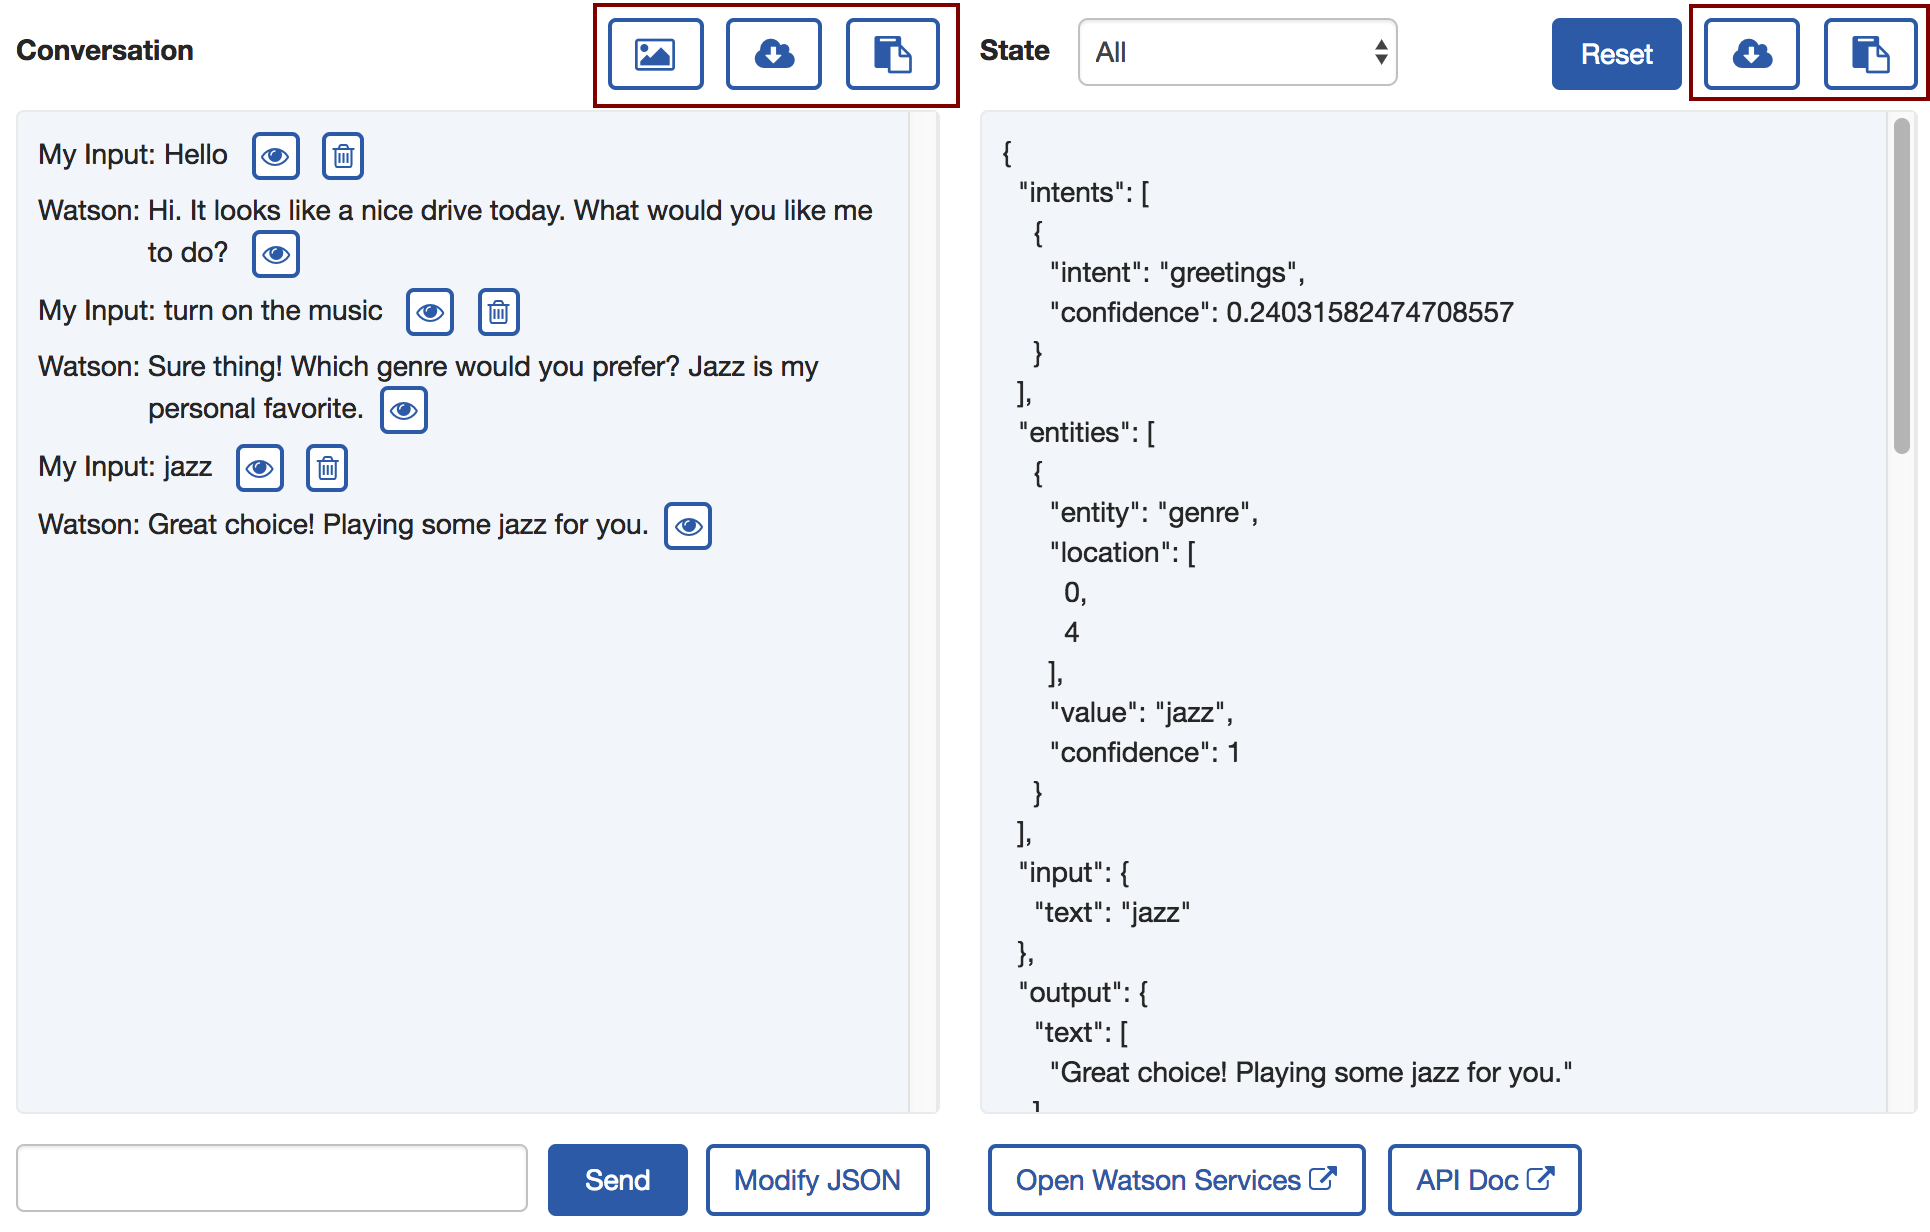 Conversation
State All Reset
My Input: Hello
Watson: Hi. It looks like a nice drive today. What would you like me
to do?
My Input: turn on the music
Watson: Sure thing! Which genre would you prefer? Jazz is my
personal favorite.
My Input: jazz
Watson: Great choice! Playing some jazz for you.
{
"intents": [
{
"intent": "greetings",
"confidence": 0.24031582474708557
}
],
"entities": [
{
"entity": "genre",
"location": [
0,
4
],
"value": "jazz",
"confidence": 1
}
],
"input": {
"text": "jazz"
},
"output": {
"text": [
"Great choice! Playing some jazz for you."
]
Send
Modify JSON
Open Watson Services
API Doc